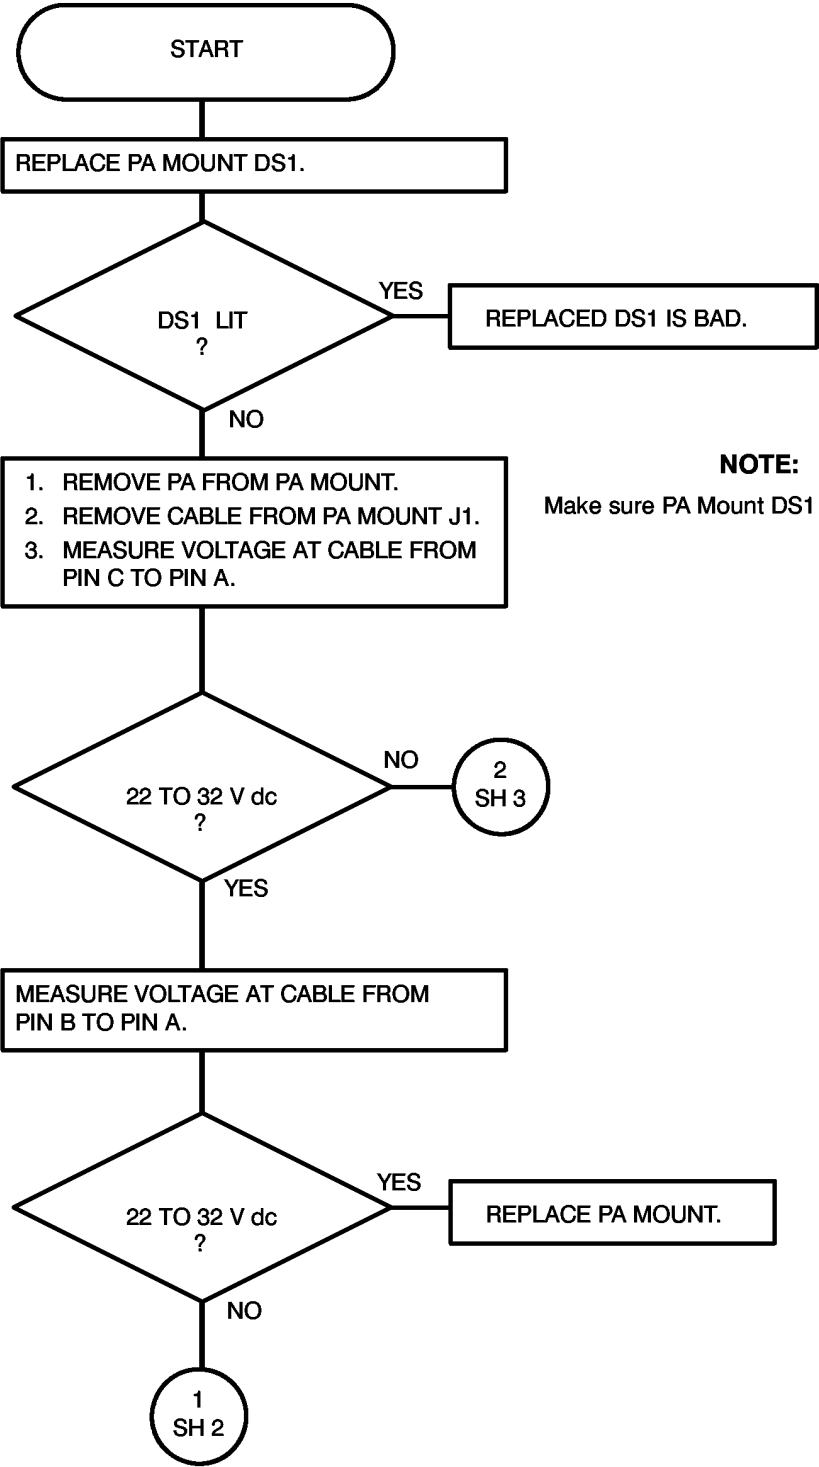 START
REPLACE PA MOUNT DS1.
DS1 LIT
?
YES
REPLACED DS1 IS BAD.
NO
1. REMOVE PA FROM PA MOUNT.
2. REMOVE CABLE FROM PA MOUNT J1.
3. MEASURE VOLTAGE AT CABLE FROM
PIN C TO PIN A.
NOTE:
Make sure PA Mount DS1
22 TO 32 V dc
?
NO
2
SH 3
YES
MEASURE VOLTAGE AT CABLE FROM
PIN B TO PIN A.
22 TO 32 V dc
?
YES
REPLACE PA MOUNT.
NO
1
SH 2